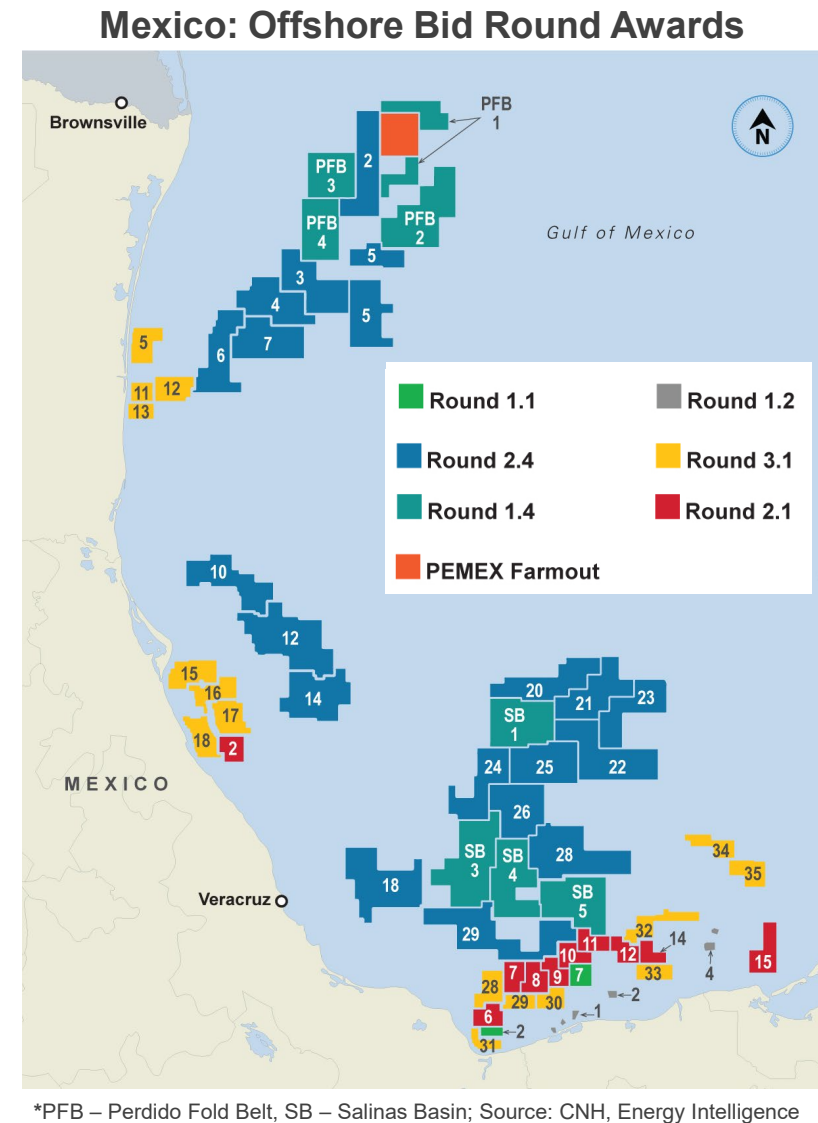 Mexico: Offshore Bid Round Awards
Brownsville
N
Gulf of Mexico
PFB
1
2
PFB
3
PFB
4
PFB
2
5
3
4
5
7
6
5
11
12
13
Round 1.1
Round 1.2
Round 2.4
Round 3.1
Round 1.4
Round 2.1
PEMEX Farmout
10
12
14
15
16
17
18
2
MEXICO
20
21
23
SB
1
24
25
22
26
SB
3
SB
4
28
SB
5
34
35
18
Veracruz
29
32
11
14
10
12
15
7
8
9
7
33
4
28
29
30
2
6
1
2
31
*PFB – Perdido Fold Belt, SB – Salinas Basin; Source: CNH, Energy Intelligence